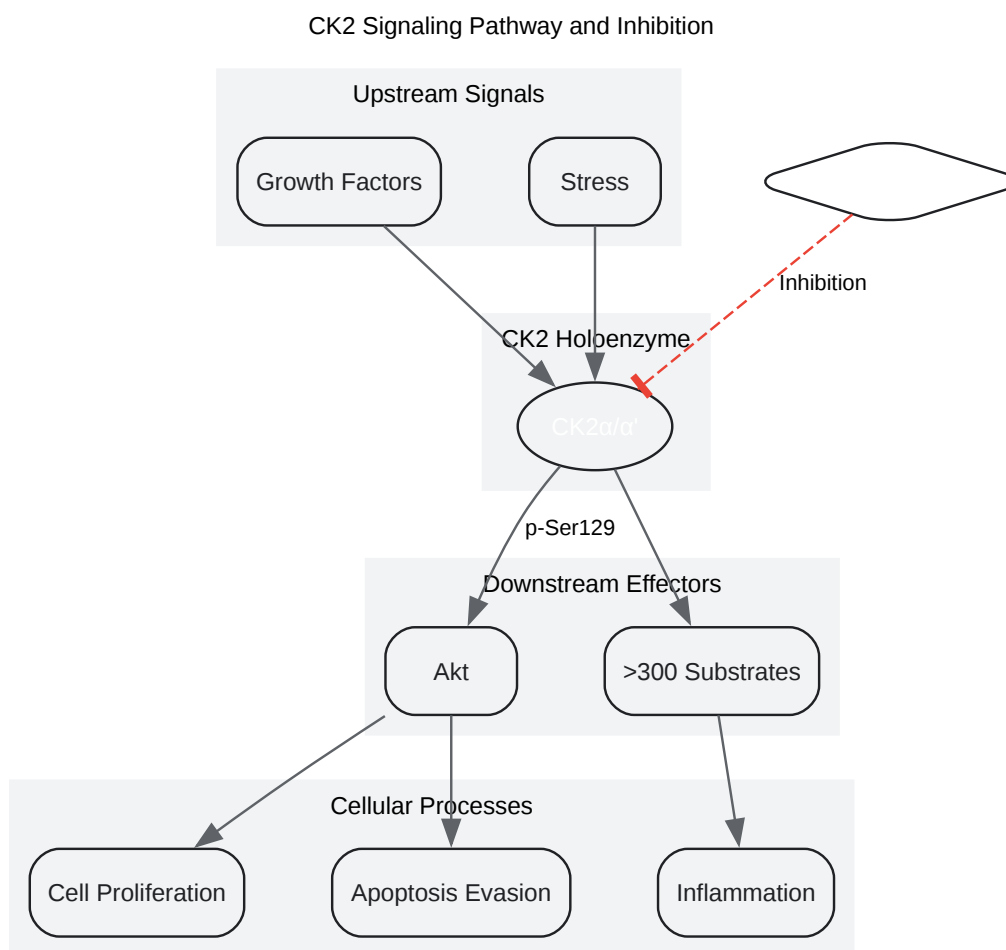 CK2 Signaling Pathway and Inhibition
Upstream Signals
Growth Factors
Stress
Inhibition
CK2 Holoenzyme
CK2α/α'
p-Ser129
Downstream Effectors
Akt
>300 Substrates
Cellular Processes
Cell Proliferation
Apoptosis Evasion
Inflammation